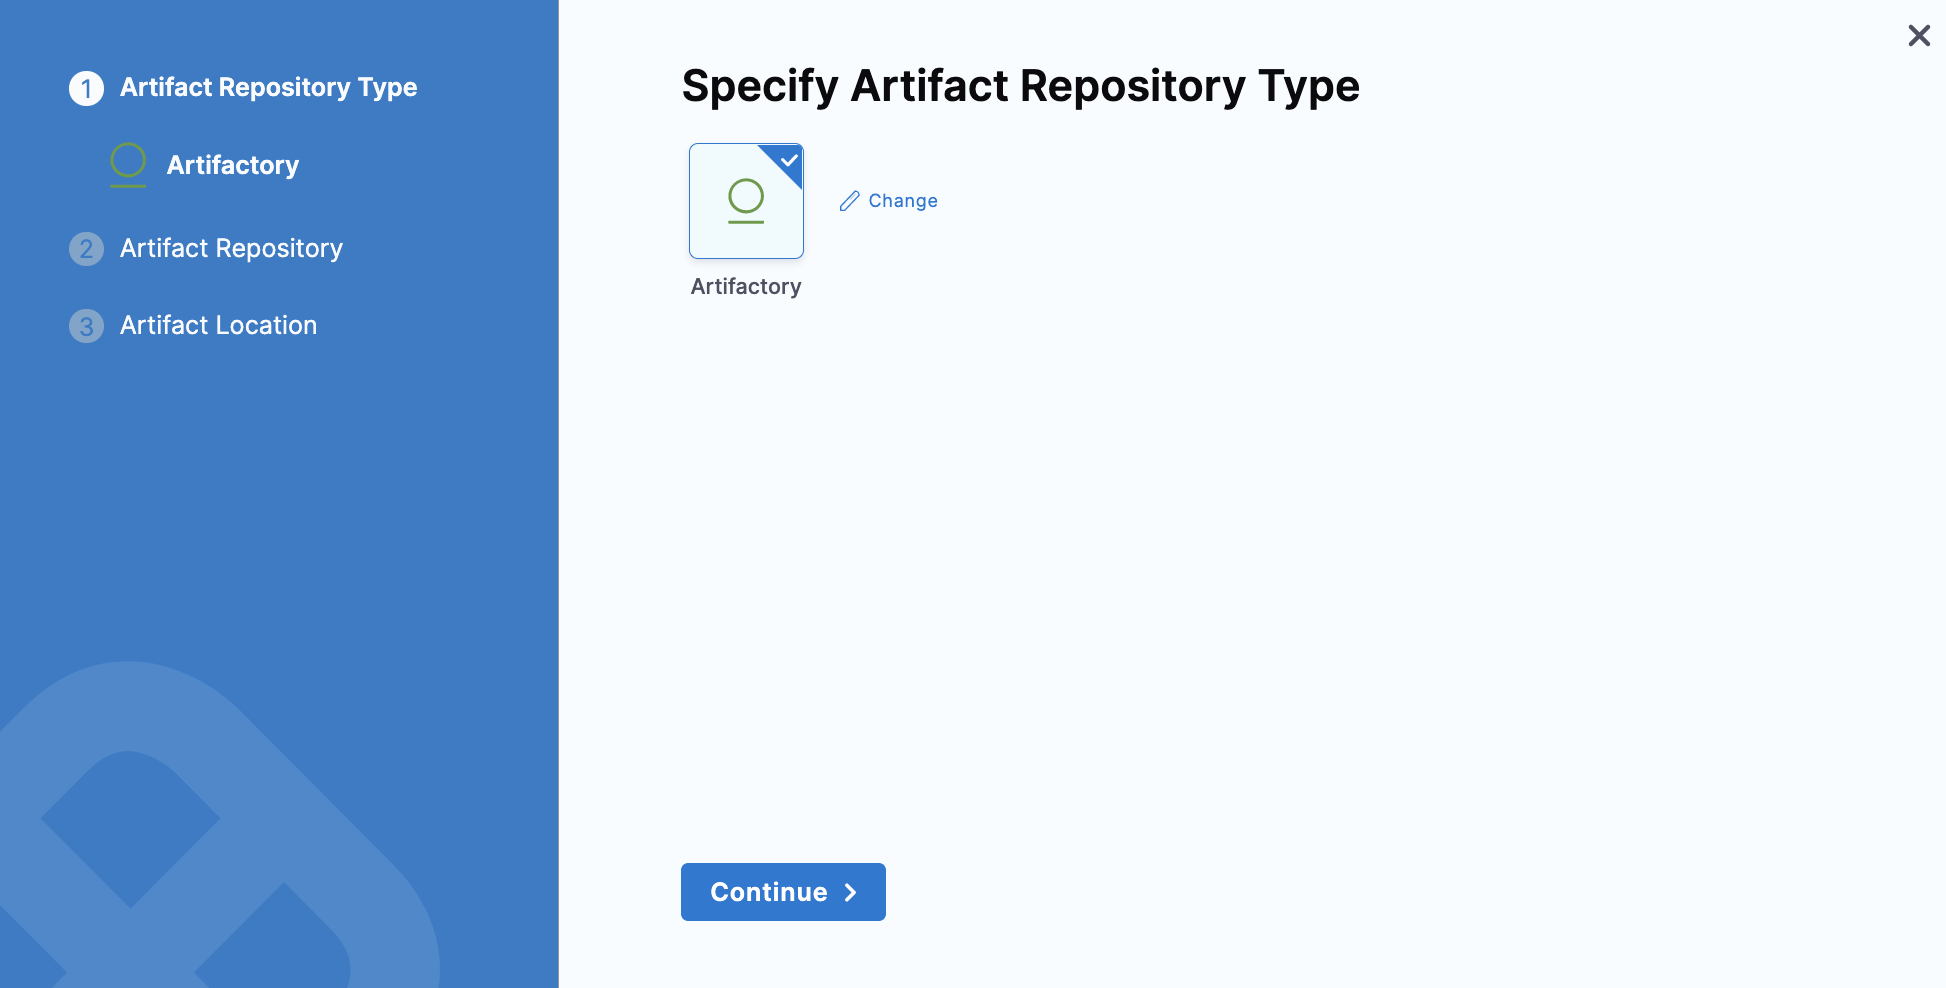 1 Artifact Repository Type
Artifactory
2 Artifact Repository
3 Artifact Location
Specify Artifact Repository Type
Change
Artifactory
Continue